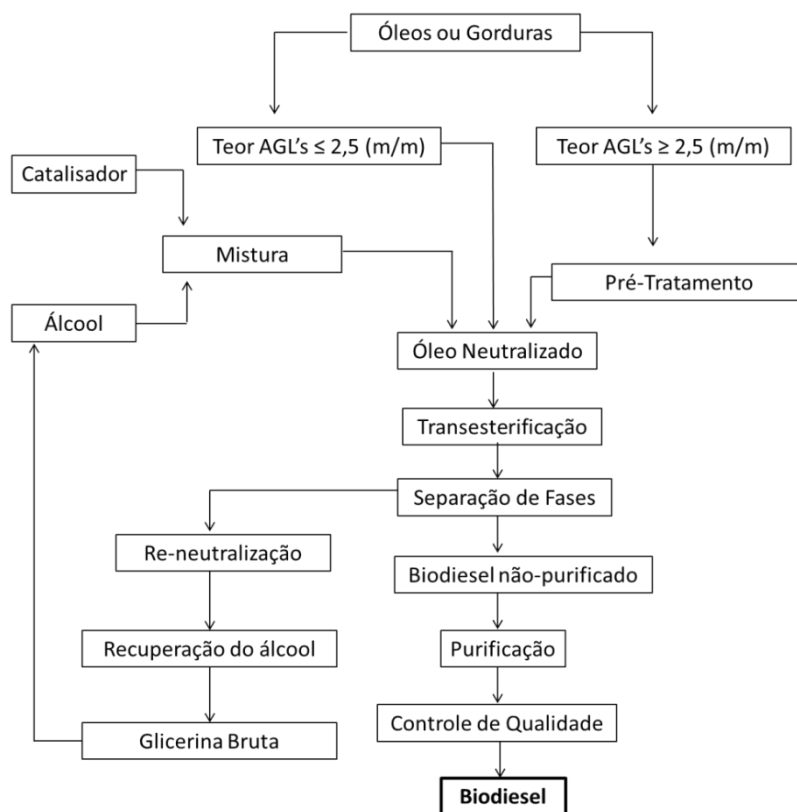 Óleos ou Gorduras
Teor AGL's ≤ 2,5 (m/m)
Teor AGL's ≥ 2,5 (m/m)
Catalisador
Mistura
Pré-Tratamento
Álcool
Óleo Neutralizado
Transesterificação
Separação de Fases
Re-neutralização
Biodiesel não-purificado
Recuperação do álcool
Purificação
Glicerina Bruta
Controle de Qualidade
Biodiesel